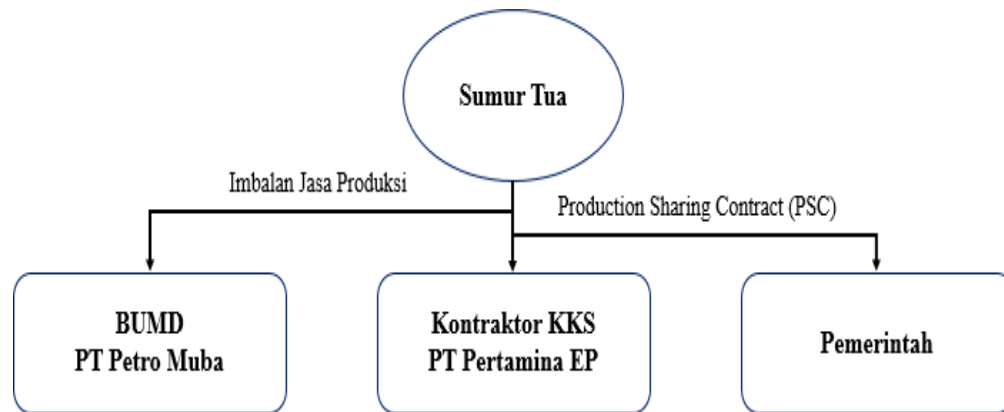 Sumur Tua
Imbalan Jasa Produksi
Production Sharing Contract (PSC)
BUMD
PT Petro Muba
Kontraktor KKS
PT Pertamina EP
Pemerintah